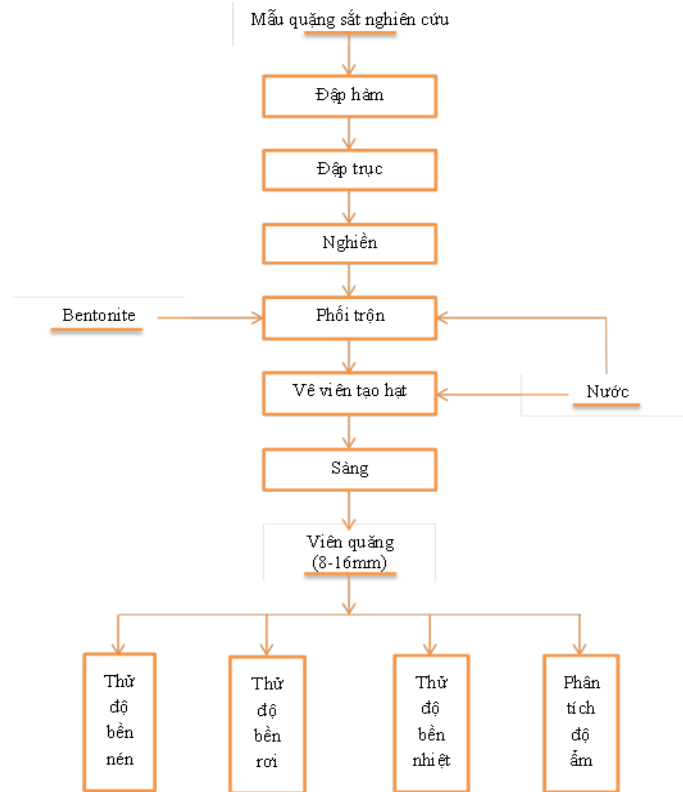 Mẫu quặng sắt nghiên cứu
Đập hàm
Đập trục
Nghiền
Bentonite
Phối trộn
Vê viên tạo hạt
Nước
Sàng
Viên quặng
(8-16mm)
Thử
độ
bền
nén
Thử
độ
bền
rơi
Thử
độ
bền
nhiệt
Phân
tích
độ
ẩm